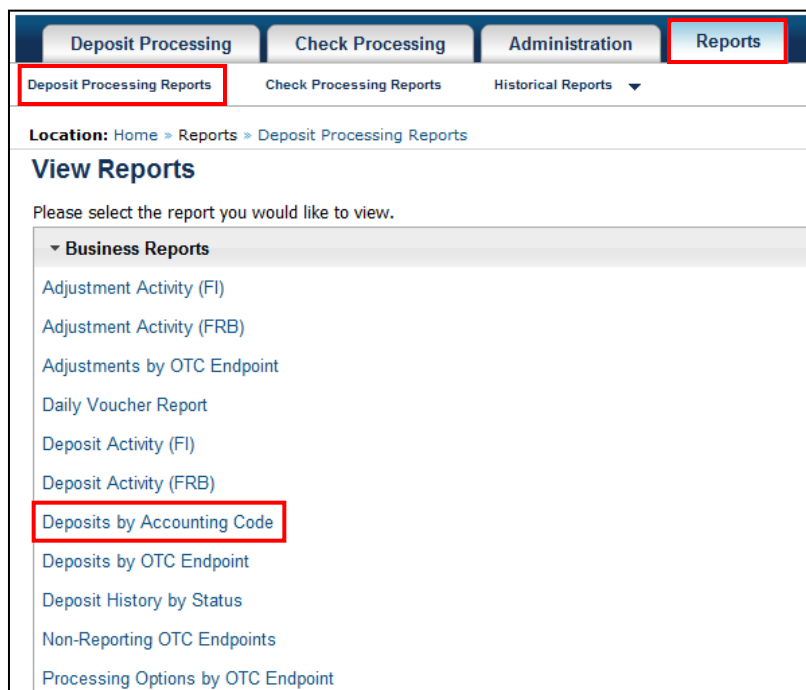 Deposit Processing Check Processing Administration Reports
Deposit Processing Reports Check Processing Reports Historical Reports
Location: Home » Reports » Deposit Processing Reports
View Reports
Please select the report you would like to view.
Business Reports
Adjustment Activity (FI)
Adjustment Activity (FRB)
Adjustments by OTC Endpoint
Daily Voucher Report
Deposit Activity (FI)
Deposit Activity (FRB)
Deposits by Accounting Code
Deposits by OTC Endpoint
Deposit History by Status
Non-Reporting OTC Endpoints
Processing Options by OTC Endpoint